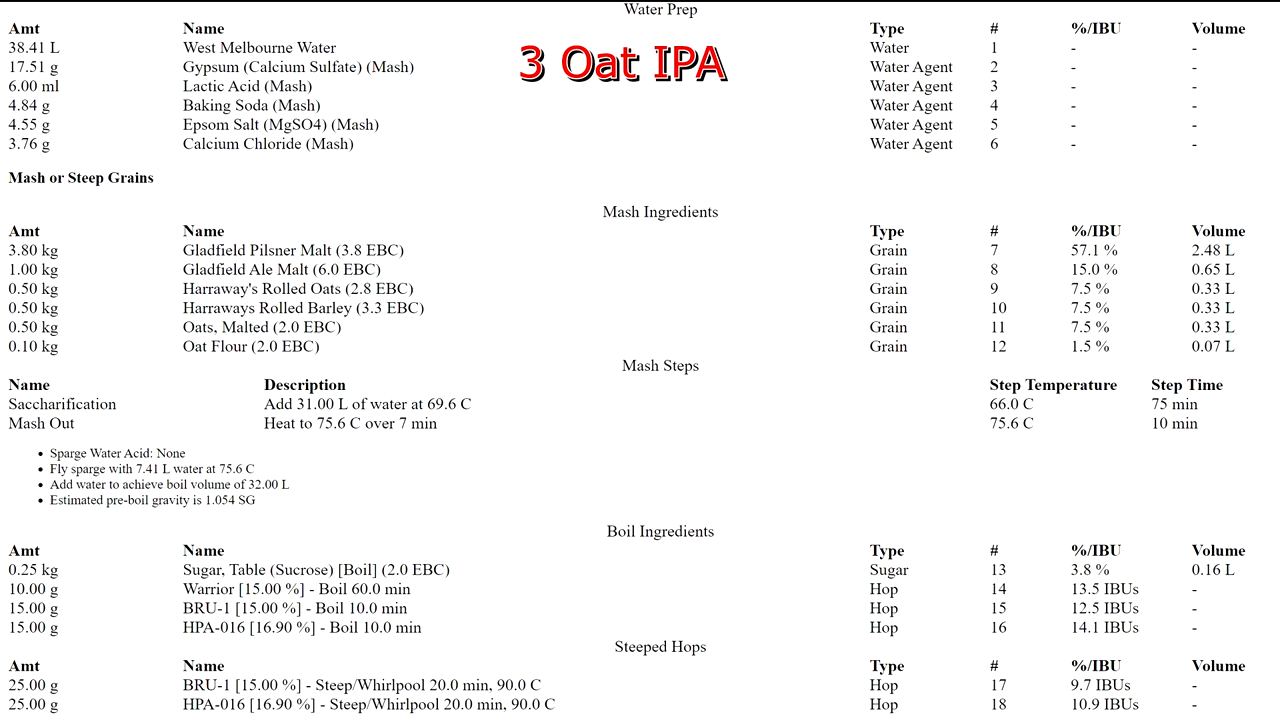 Water Prep
Amt Name Type # %/IBU Volume
38.41 L West Melbourne Water Water 1 - -
3 Oat IPA
17.51 g Gypsum (Calcium Sulfate) (Mash) Water Agent 2 - -
6.00 ml Lactic Acid (Mash) Water Agent 3 - -
4.84 g Baking Soda (Mash) Water Agent 4 - -
4.55 g Epsom Salt (MgSO4) (Mash) Water Agent 5 - -
3.76 g Calcium Chloride (Mash) Water Agent 6 - -
Mash or Steep Grains
Mash Ingredients
Amt Name Type # %/IBU Volume
3.80 kg Gladfield Pilsner Malt (3.8 EBC) Grain 7 57.1 % 2.48 L
1.00 kg Gladfield Ale Malt (6.0 EBC) Grain 8 15.0 % 0.65 L
0.50 kg Harraway's Rolled Oats (2.8 EBC) Grain 9 7.5 % 0.33 L
0.50 kg Harraways Rolled Barley (3.3 EBC) Grain 10 7.5 % 0.33 L
0.50 kg Oats, Malted (2.0 EBC) Grain 11 7.5 % 0.33 L
0.10 kg Oat Flour (2.0 EBC) Grain 12 1.5 % 0.07 L
Mash Steps
Name Description Step Temperature Step Time
Saccharification Add 31.00 L of water at 69.6 C 66.0 C 75 min
Mash Out Heat to 75.6 C over 7 min 75.6 C 10 min
• Sparge Water Acid: None
• Fly sparge with 7.41 L water at 75.6 C
• Add water to achieve boil volume of 32.00 L
• Estimated pre-boil gravity is 1.054 SG
Boil Ingredients
Amt Name Type # %/IBU Volume
0.25 kg Sugar, Table (Sucrose) [Boil] (2.0 EBC) Sugar 13 3.8 % 0.16 L
10.00 g Warrior [15.00 %] - Boil 60.0 min Hop 14 13.5 IBUs -
15.00 g BRU-1 [15.00 %] - Boil 10.0 min Hop 15 12.5 IBUs -
15.00 g HPA-016 [16.90 %] - Boil 10.0 min Hop 16 14.1 IBUs -
Steeped Hops
Amt Name Type # %/IBU Volume
25.00 g BRU-1 [15.00 %] - Steep/Whirlpool 20.0 min, 90.0 C Hop 17 9.7 IBUs -
25.00 g HPA-016 [16.90 %] - Steep/Whirlpool 20.0 min, 90.0 C Hop 18 10.9 IBUs -